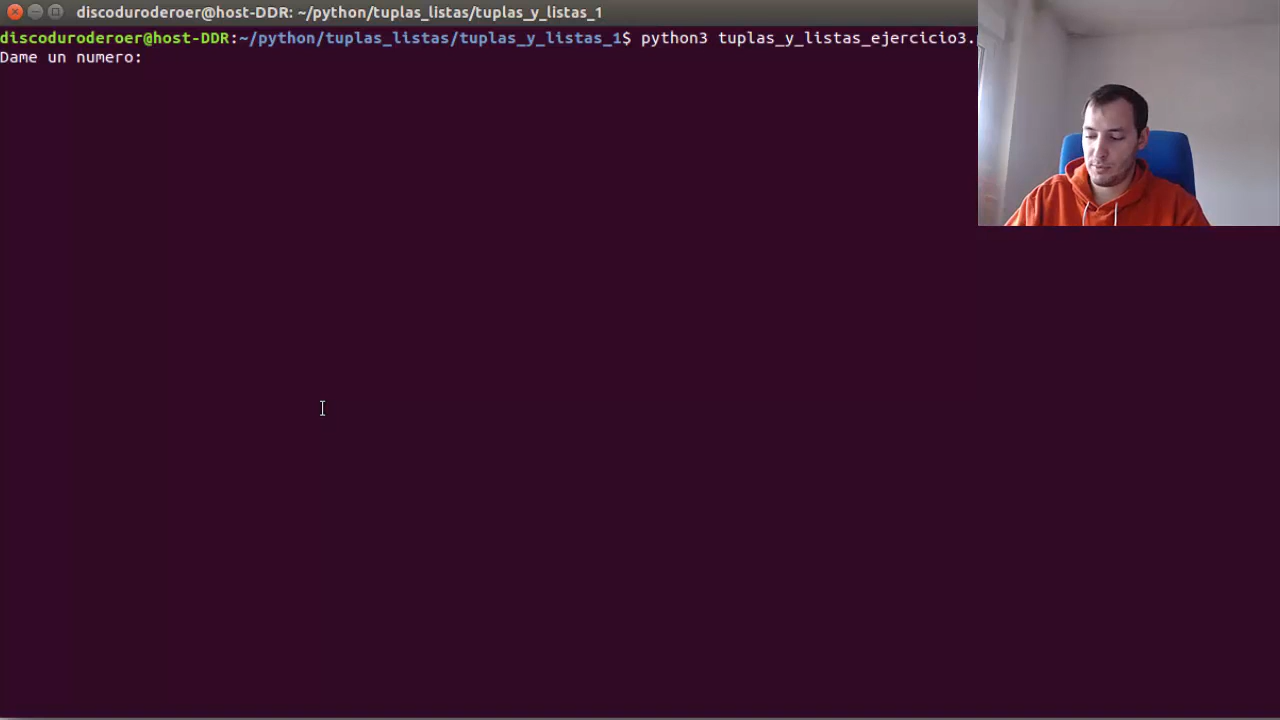 discoduroderoer@host-DDR: ~/python/tuplas_listas/tuplas_y_listas_1
discoduroderoer@host-DDR:~/python/tuplas_listas/tuplas_y_listas_1$ python3 tuplas_y_listas_ejercicio3.
Dame un numero: